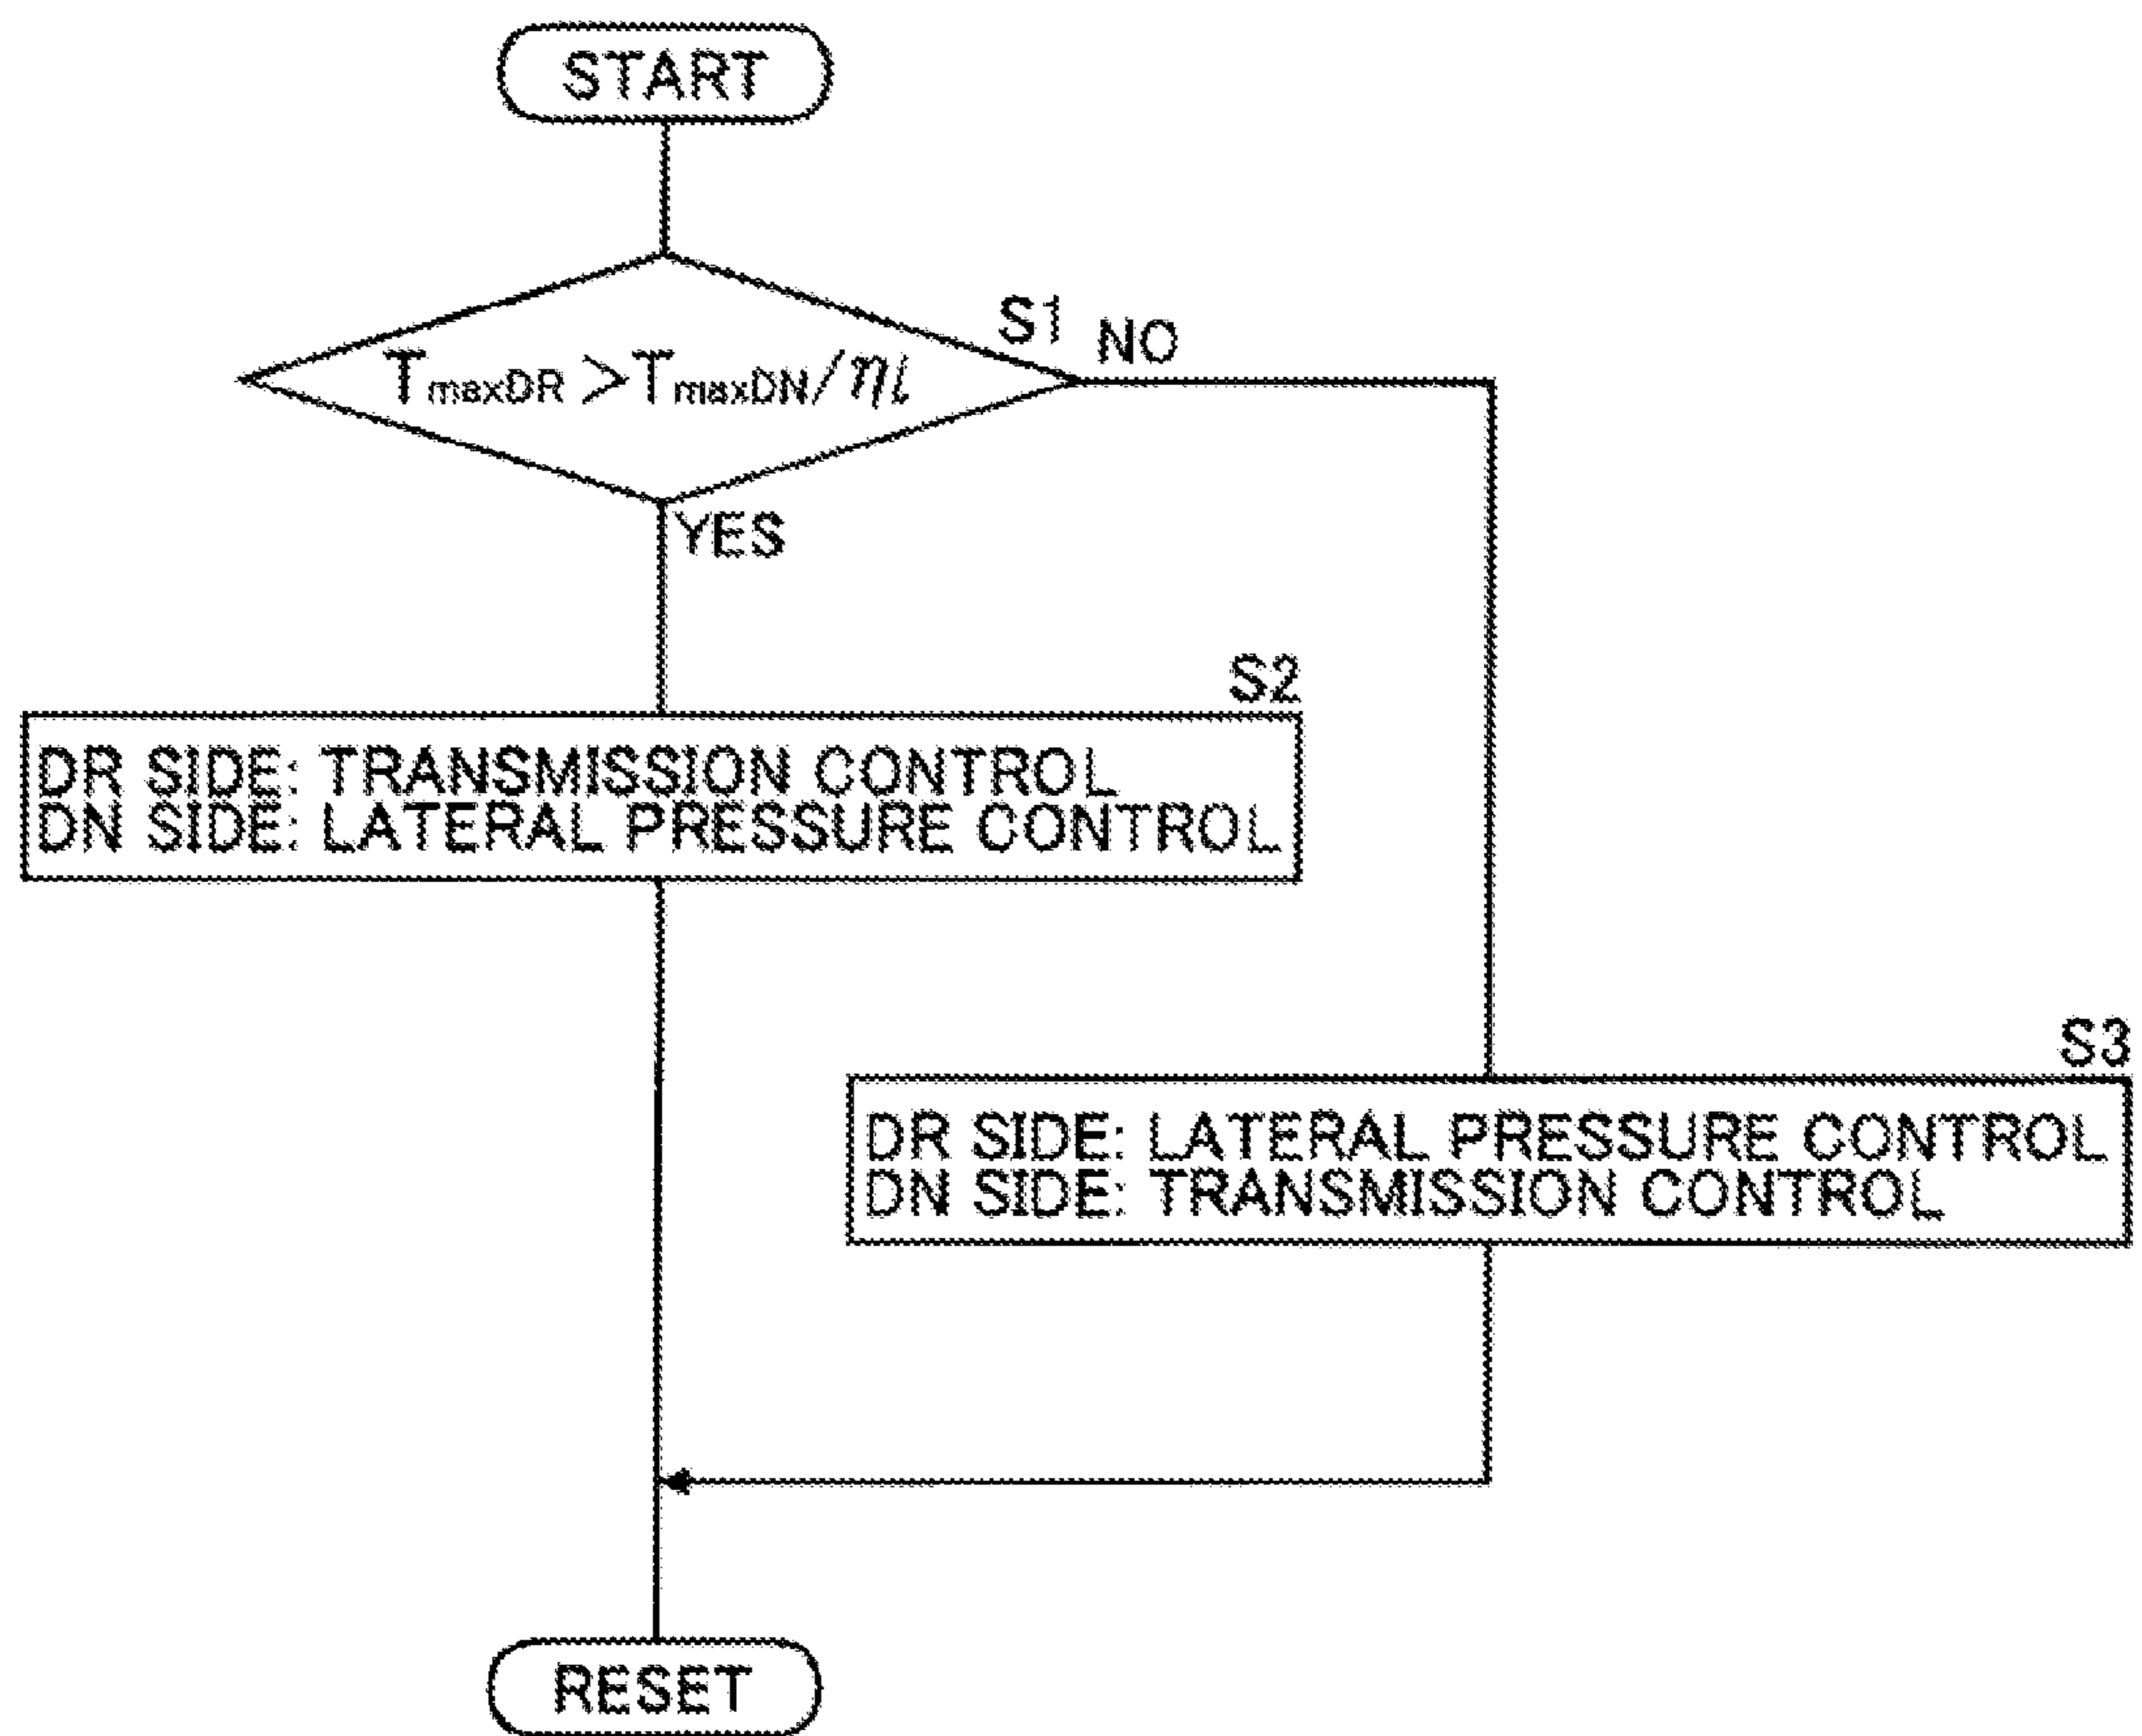 START
S1
NO
TmaxDR>TmaxDN/ηi
YES
S2
DR SIDE: TRANSMISSION CONTROL
DN SIDE: LATERAL PRESSURE CONTROL
S3
DR SIDE: LATERAL PRESSURE CONTROL
DN SIDE: TRANSMISSION CONTROL
RESET